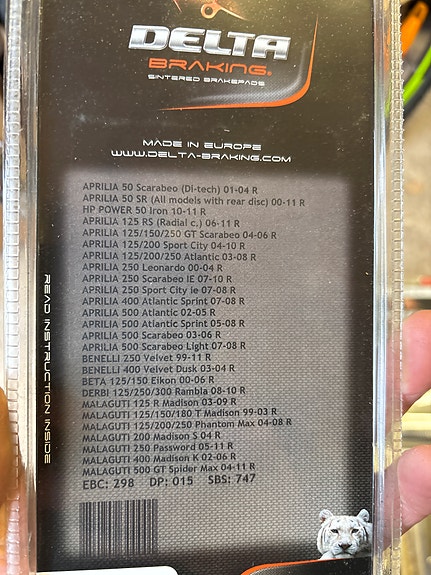 DELTA
BRAKING®
SINTERED BRAKEPADS
MADE IN EUROPE
WWW.DELTA-BRAKING.COM
APRILIA 50 Scarabeo (Di-tech) 01-04 R
APRILIA 50 SR (All models with rear disc) 00-11 R
HP POWER 50 Iron 10-11 R
APRILIA 125 RS (Radial c,) 06-11 R
APRILIA 125/150/250 GT Scarabeo 04-06 R
APRILIA 125/200 Sport City 04-10 R
APRILIA 125/200/250 Atlantic 03-08 R
APRILIA 250 Leonardo 00-04 R
APRILIA 250 Scarabeo IE 07-10 R
APRILIA 250 Sport City ie 07-08 R
APRILIA 400 Atlantic Sprint 07-08 R
APRILIA 500 Atlantic 02-05 R
APRILIA 500 Atlantic Sprint 05-08 R
APRILIA 500 Scarabeo 03-06 R
APRILIA 500 Scarabeo Light 07-08 R
BENELLI 250 Velvet 99-11 R
BENELLI 400 Velvet Dusk 03-04 R
BETA 125/150 Eikon 00-06 R
DERBI 125/250/300 Rambla 08-10 R
MALAGUTI 125 R Madison 03-09 R
MALAGUTI 125/150/180 T Madison 99-03 R
MALAGUTI 125/200/250 Phantom Max 04-08 R
MALAGUTI 200 Madison S 04 R
MALAGUTI 250 Password 05-11 R
MALAGUTI 400 Madison K 02-06 R
MALAGUTI 500 GT Spider Max 04-11 R
EBC: 298 DP: 015 SBS: 747
READ INSTRUCTION INSIDE